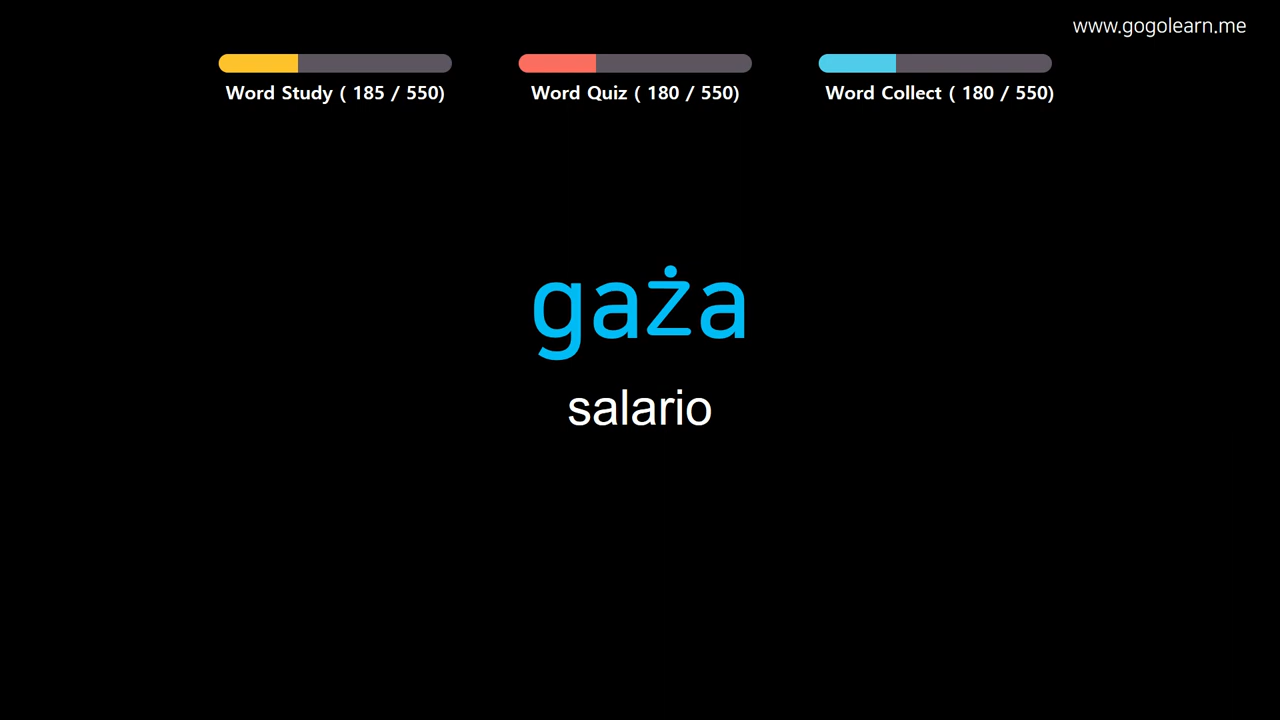 www.gogolearn.me
Word Study ( 185 / 550)
Word Quiz ( 180 / 550)
Word Collect ( 180 / 550)
gaża
salario